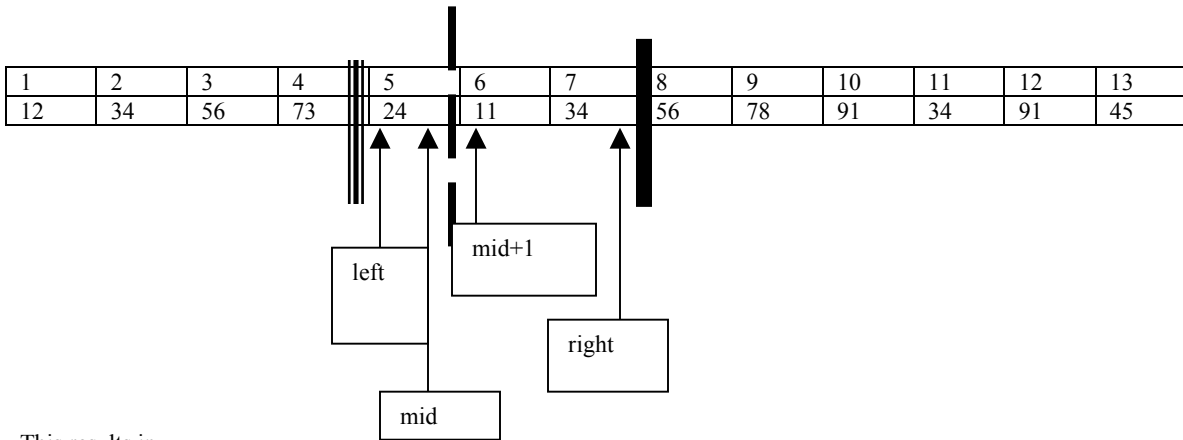 1 2 3 4 5 6 7 8 9 10 11 12 13
12 34 56 73 24 11 34 56 78 91 34 91 45
mid+1
left
right
mid
This results in